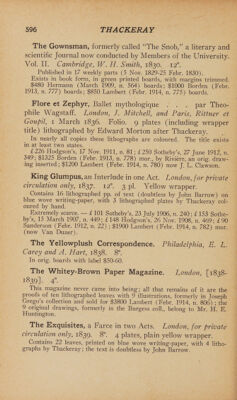 596 THACKERAY
The Gownsman, formerly called "The Snob," a literary and
scientific Journal now conducted by Members of the University.
Vol. II. Cambridge, W. H. Smith, 1830. 12°.
Published in 17 weekly parts (5 Nov. 1829-25 Febr. 1830).
Exists in book form, in green printed boards, with margins trimmed.
$480 Hermann (March 1909, n. 564) boards; $1000 Borden (Febr.
1913, n. 777) boards; $850 Lambert (Febr. 1914, n. 775) boards.
Flore et Zephyr, Ballet mythologique . . . par Theo-
phile Wagstaff. London, J. Mitchell, and Paris, Rittner et
Goupil, 1 March 1836. Folio. 9 plates (including wrapper
title) lithographed by Edward Morton after Thackeray.
In nearly all copies these lithographs are coloured. The title exists
in at least two states.
£226 Hodgson's, 17 Nov. 1911, n. 81; £250 Sotheby's, 27 June 1917, n.
349; $1325 Borden (Febr. 1913, n. 778) mor., by Rivière, an orig. draw-
ing inserted; $1200 Lambert (Febr. 1914, n. 780) now J. L. Clawson.
King Glumpus, an Interlude in one Act. London, for private
circulation only, 1837. 12°. 3 pl. Yellow wrapper.
Contains 16 lithographed pp. of text (doubtless by John Barrow) on
blue wove writing-paper, with 3 lithographed plates by Thackeray col-
oured by hand.
Extremely scarce. — £101 Sotheby's, 23 July 1906, n. 240; £153 Sothe-
by's, 13 March 1907, n. 449; £148 Hodgson's, 26 Nov. 1908, n. 469; £90
Sanderson (Febr. 1912, n. 22); $1900 Lambert (Febr. 1914, n. 782) mor.
(now Van Duser).
The Yellowplush Correspondence. Philadelphia, E. L.
Carey and A. Hart, 1838. 8°.
In orig. boards with label $50-60.
The Whitey-Brown Paper Magazine. London, [1838-
1839]. 4°.
This magazine never came into being; all that remains of it are the
proofs of ten lithographed leaves with 9 illustrations, formerly in Joseph
Grego's collection and sold for $3800 Lambert (Febr. 1914, n. 806); the
9 original drawings, formerly in the Burgess coll., belong to Mr. H. E.
Huntington.
The Exquisites, a Farce in two Acts. London, for private
circulation only, 1839. 8°. 4 plates, plain yellow wrapper.
Contains 22 leaves, printed on blue wove writing-paper, with 4 litho-
graphs by Thackeray; the text is doubtless by John Barrow.